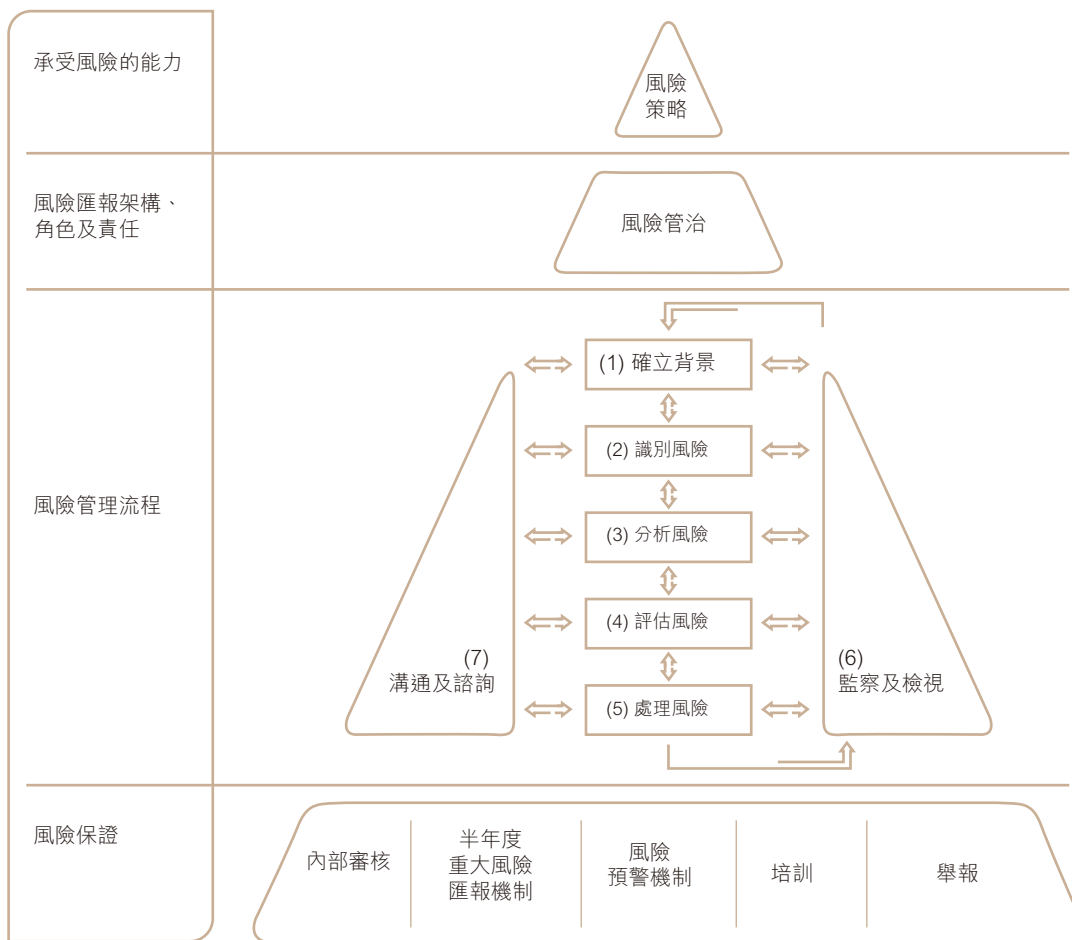 承受風險的能力
風險
策略
風險匯報架構、
角色及責任
風險管治
風險管理流程
(1) 確立背景
(2) 識別風險
(3) 分析風險
(4) 評估風險
(5) 處理風險
(7)
溝通及諮詢
(6)
監察及檢視
風險保證
內部審核
半年度
重大風險
匯報機制
風險
預警機制
培訓
舉報